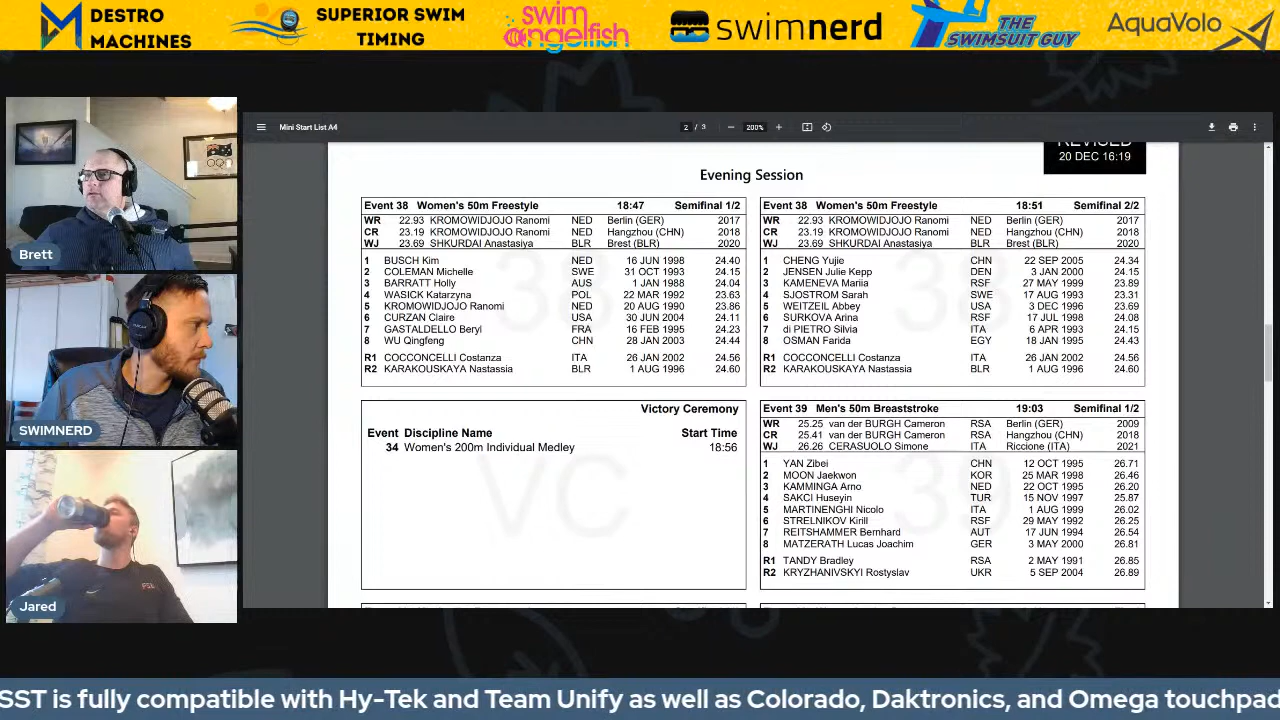 DESTRO
MACHINES
SUPERIOR SWIM
TIMING
swim
angelfish
swimnerd
THE
SWIMSUIT GUY
AquaVolo
Brett
SWIMNERD
Jared
Mini Start List A4
2 / 3
200%
REVISED
20 DEC 16:19
Evening Session
Event 38 Women's 50m Freestyle 18:47 Semifinal 1/2
WR 22.93 KROMOWIDJOJO Ranomi NED Berlin (GER) 2017
CR 23.19 KROMOWIDJOJO Ranomi NED Hangzhou (CHN) 2018
WJ 23.69 SHKURDAI Anastasiya BLR Brest (BLR) 2020
1 BUSCH Kim NED 16 JUN 1998 24.40
2 COLEMAN Michelle SWE 31 OCT 1993 24.15
3 BARRATT Holly AUS 1 JAN 1988 24.04
4 WASICK Katarzyna POL 22 MAR 1992 23.63
5 KROMOWIDJOJO Ranomi NED 20 AUG 1990 23.86
6 CURZAN Claire USA 30 JUN 2004 24.11
7 GASTALDELLO Beryl FRA 16 FEB 1995 24.23
8 WU Qingfeng CHN 28 JAN 2003 24.44
R1 COCCONCELLI Costanza ITA 26 JAN 2002 24.56
R2 KARAKOUSKAYA Nastassia BLR 1 AUG 1996 24.60
38
Event 38 Women's 50m Freestyle 18:51 Semifinal 2/2
WR 22.93 KROMOWIDJOJO Ranomi NED Berlin (GER) 2017
CR 23.19 KROMOWIDJOJO Ranomi NED Hangzhou (CHN) 2018
WJ 23.69 SHKURDAI Anastasiya BLR Brest (BLR) 2020
1 CHENG Yujie CHN 22 SEP 2005 24.34
2 JENSEN Julie Kepp DEN 3 JAN 2000 24.15
3 KAMENEVA Mariia RSF 27 MAY 1999 23.89
4 SJOSTROM Sarah SWE 17 AUG 1993 23.31
5 WEITZEIL Abbey USA 3 DEC 1996 23.69
6 SURKOVA Arina RSF 17 JUL 1998 24.08
7 di PIETRO Silvia ITA 6 APR 1993 24.15
8 OSMAN Farida EGY 18 JAN 1995 24.43
R1 COCCONCELLI Costanza ITA 26 JAN 2002 24.56
R2 KARAKOUSKAYA Nastassia BLR 1 AUG 1996 24.60
38
Victory Ceremony
Event Discipline Name Start Time
34 Women's 200m Individual Medley 18:56
VC
Event 39 Men's 50m Breaststroke 19:03 Semifinal 1/2
WR 25.25 van der BURGH Cameron RSA Berlin (GER) 2009
CR 25.41 van der BURGH Cameron RSA Hangzhou (CHN) 2018
WJ 26.26 CERASUOLO Simone ITA Riccione (ITA) 2021
1 YAN Zibei CHN 12 OCT 1995 26.71
2 MOON Jaekwon KOR 25 MAR 1998 26.46
3 KAMMINGA Arno NED 22 OCT 1995 26.20
4 SAKCI Huseyin TUR 15 NOV 1997 25.87
5 MARTINENGHI Nicolo ITA 1 AUG 1999 26.02
6 STRELNIKOV Kirill RSF 29 MAY 1992 26.25
7 REITSHAMMER Bernhard AUT 17 JUN 1994 26.54
8 MATZERATH Lucas Joachim GER 3 MAY 2000 26.81
R1 TANDY Bradley RSA 2 MAY 1991 26.85
R2 KRYZHANIVSKYI Rostyslav UKR 5 SEP 2004 26.89
39
SST is fully compatible with Hy-Tek and Team Unify as well as Colorado, Daktronics, and Omega touchpad